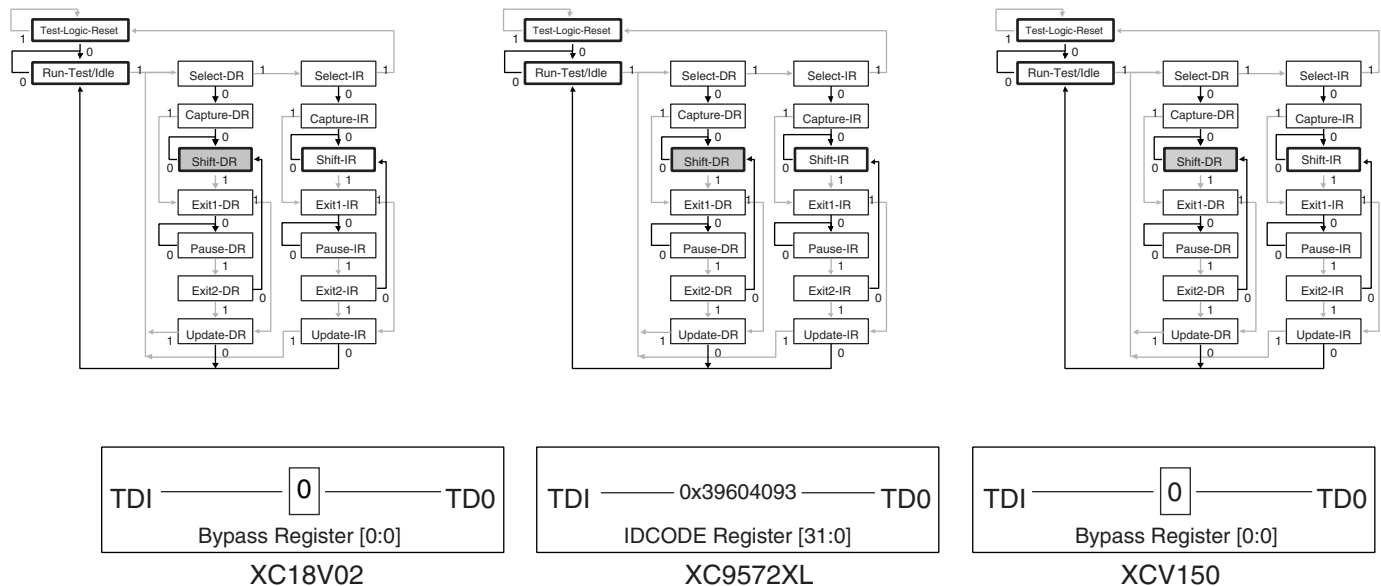 Test-Logic-Reset
1
0
Run-Test/Idle
0
1
Select-DR
1
Select-IR
1
0
0
1
Capture-DR
1
Capture-IR
0
0
Shift-DR
0
Shift-IR
0
1
1
Exit1-DR
1
Exit1-IR
1
0
0
Pause-DR
0
Pause-IR
0
1
1
Exit2-DR
0
Exit2-IR
0
1
1
Update-DR
1
Update-IR
1
0
0
Test-Logic-Reset
1
0
Run-Test/Idle
0
1
Select-DR
1
Select-IR
1
0
0
1
Capture-DR
1
Capture-IR
0
0
Shift-DR
0
Shift-IR
0
1
1
Exit1-DR
1
Exit1-IR
1
0
0
Pause-DR
0
Pause-IR
0
1
1
Exit2-DR
0
Exit2-IR
0
1
1
Update-DR
1
Update-IR
1
0
0
Test-Logic-Reset
1
0
Run-Test/Idle
0
1
Select-DR
1
Select-IR
1
0
0
1
Capture-DR
1
Capture-IR
0
0
Shift-DR
0
Shift-IR
0
1
1
Exit1-DR
1
Exit1-IR
1
0
0
Pause-DR
0
Pause-IR
0
1
1
Exit2-DR
0
Exit2-IR
0
1
1
Update-DR
1
Update-IR
1
0
0
TDI 0 TD0
Bypass Register [0:0]
XC18V02
TDI 0x39604093 TD0
IDCODE Register [31:0]
XC9572XL
TDI 0 TD0
Bypass Register [0:0]
XCV150